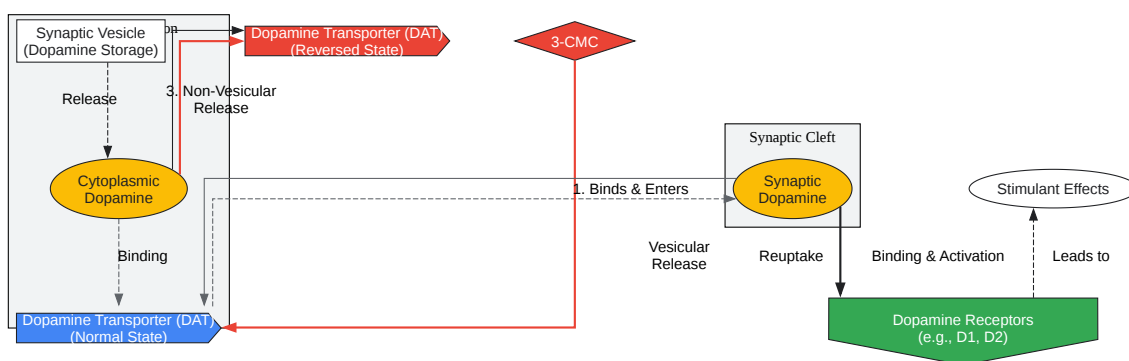 Synaptic Vesicle
(Dopamine Storage)
Dopamine Transporter (DAT)
(Reversed State)
3-CMC
Release
3. Non-Vesicular
Release
Synaptic Cleft
Cytoplasmic
Dopamine
1. Binds & Enters
Synaptic
Dopamine
Stimulant Effects
Binding
Vesicular
Release
Reuptake
Binding & Activation
Leads to
Dopamine Transporter (DAT)
(Normal State)
Dopamine Receptors
(e.g., D1, D2)